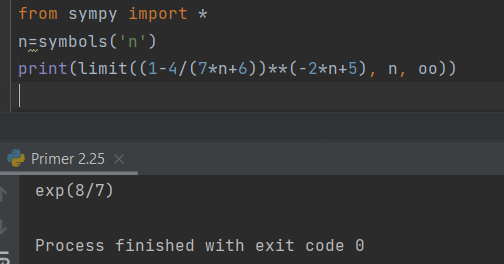 from sympy import *
n=symbols('n')
print(limit((1-4/(7*n+6))**(-2*n+5), n, oo))
Primer 2.25
exp(8/7)
Process finished with exit code 0